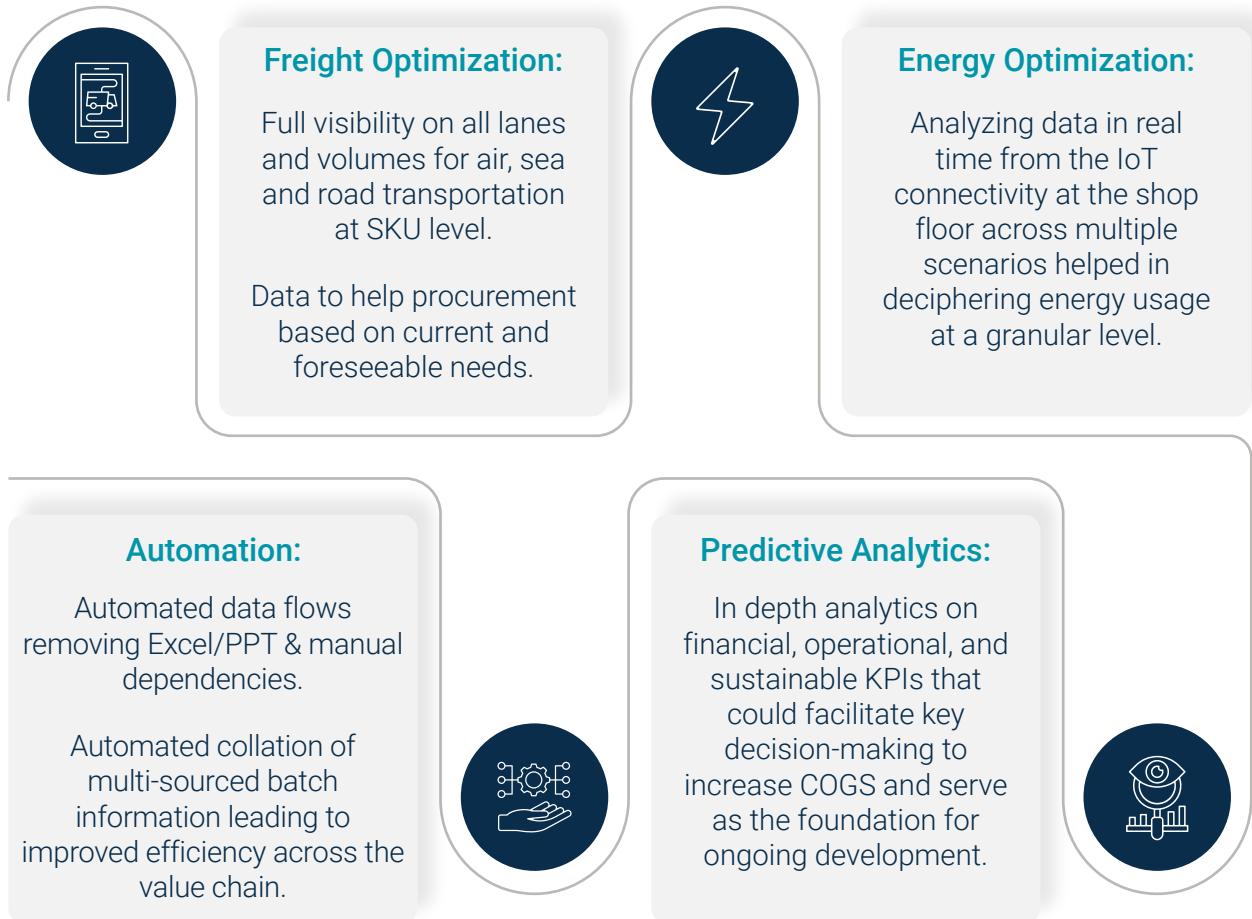 Freight Optimization:
Full visibility on all lanes
and volumes for air, sea
and road transportation
at SKU level.
Data to help procurement
based on current and
foreseeable needs.
Energy Optimization:
Analyzing data in real
time from the IoT
connectivity at the shop
floor across multiple
scenarios helped in
deciphering energy usage
at a granular level.
Automation:
Automated data flows
removing Excel/PPT & manual
dependencies.
Automated collation of
multi-sourced batch
information leading to
improved efficiency across the
value chain.
Predictive Analytics:
In depth analytics on
financial, operational, and
sustainable KPIs that
could facilitate key
decision-making to
increase COGS and serve
as the foundation for
ongoing development.